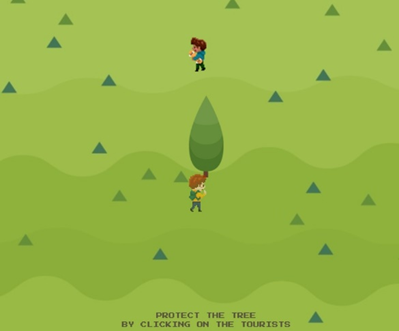 PROTECT THE TREE
BY CLICKING ON THE TOURISTS